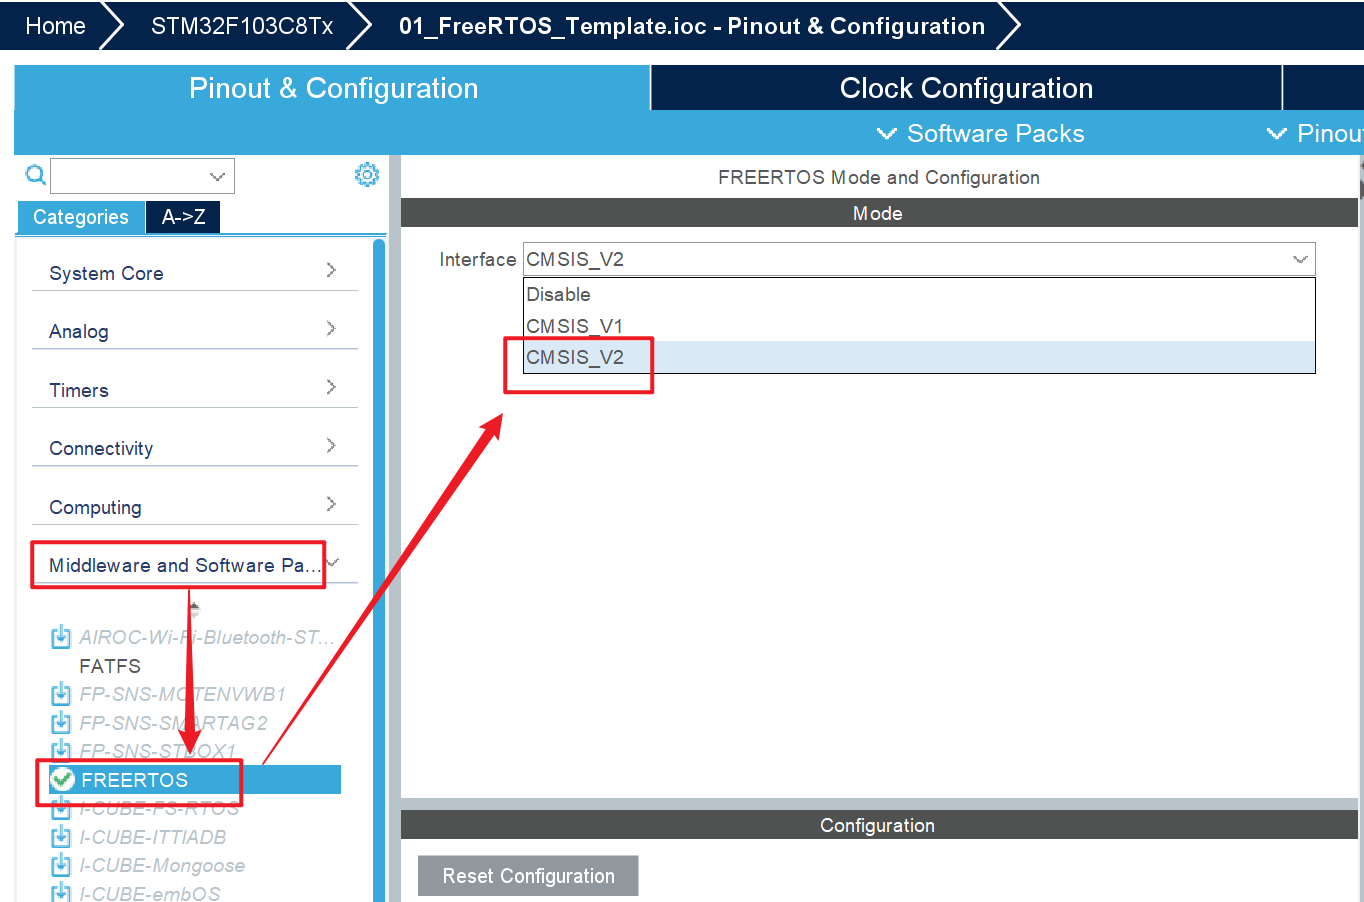 Home STM32F103C8Tx 01_FreeRTOS_Template.ioc - Pinout & Configuration
Pinout & Configuration Clock Configuration
Software Packs Pinou
FREERTOS Mode and Configuration
Categories A->Z
Mode
Interface CMSIS_V2
Disable
CMSIS_V1
CMSIS_V2
System Core
Analog
Timers
Connectivity
Computing
Middleware and Software Pa...
AIROC-Wi-Fi-Bluetooth-ST...
FATFS
FP-SNS-MOTENVWB1
FP-SNS-SMARTAG2
FP-SNS-STBOX1
FREERTOS
I-CUBE-FS-RTOS
I-CUBE-ITTIADB
I-CUBE-Mongoose
I-CUBE-embOS
Configuration
Reset Configuration